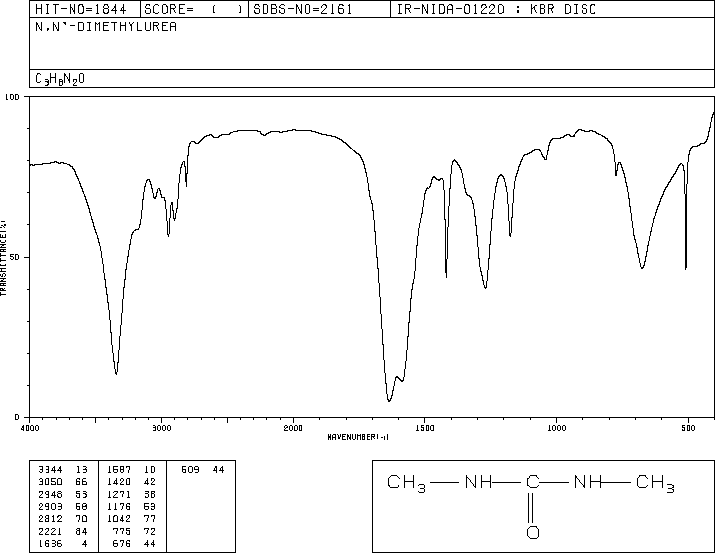 HIT-NO=1844 SCORE= ( ) SDBS-NO=2161 IR-NIDA-01220 : KBR DISC
N,N'-DIMETHYLUREA
C3H8N2O
100
50
0
TRANSMITTANCE(%)
4000 3000 2000 1500 1000 500
WAVENUMBER(-1)
3344 13 1587 10 509 44
3050 66 1420 42
2948 53 1271 38
2903 58 1176 53
2812 70 1042 77
2221 84 775 72
1636 4 676 44
CH3 NH C NH CH3
O